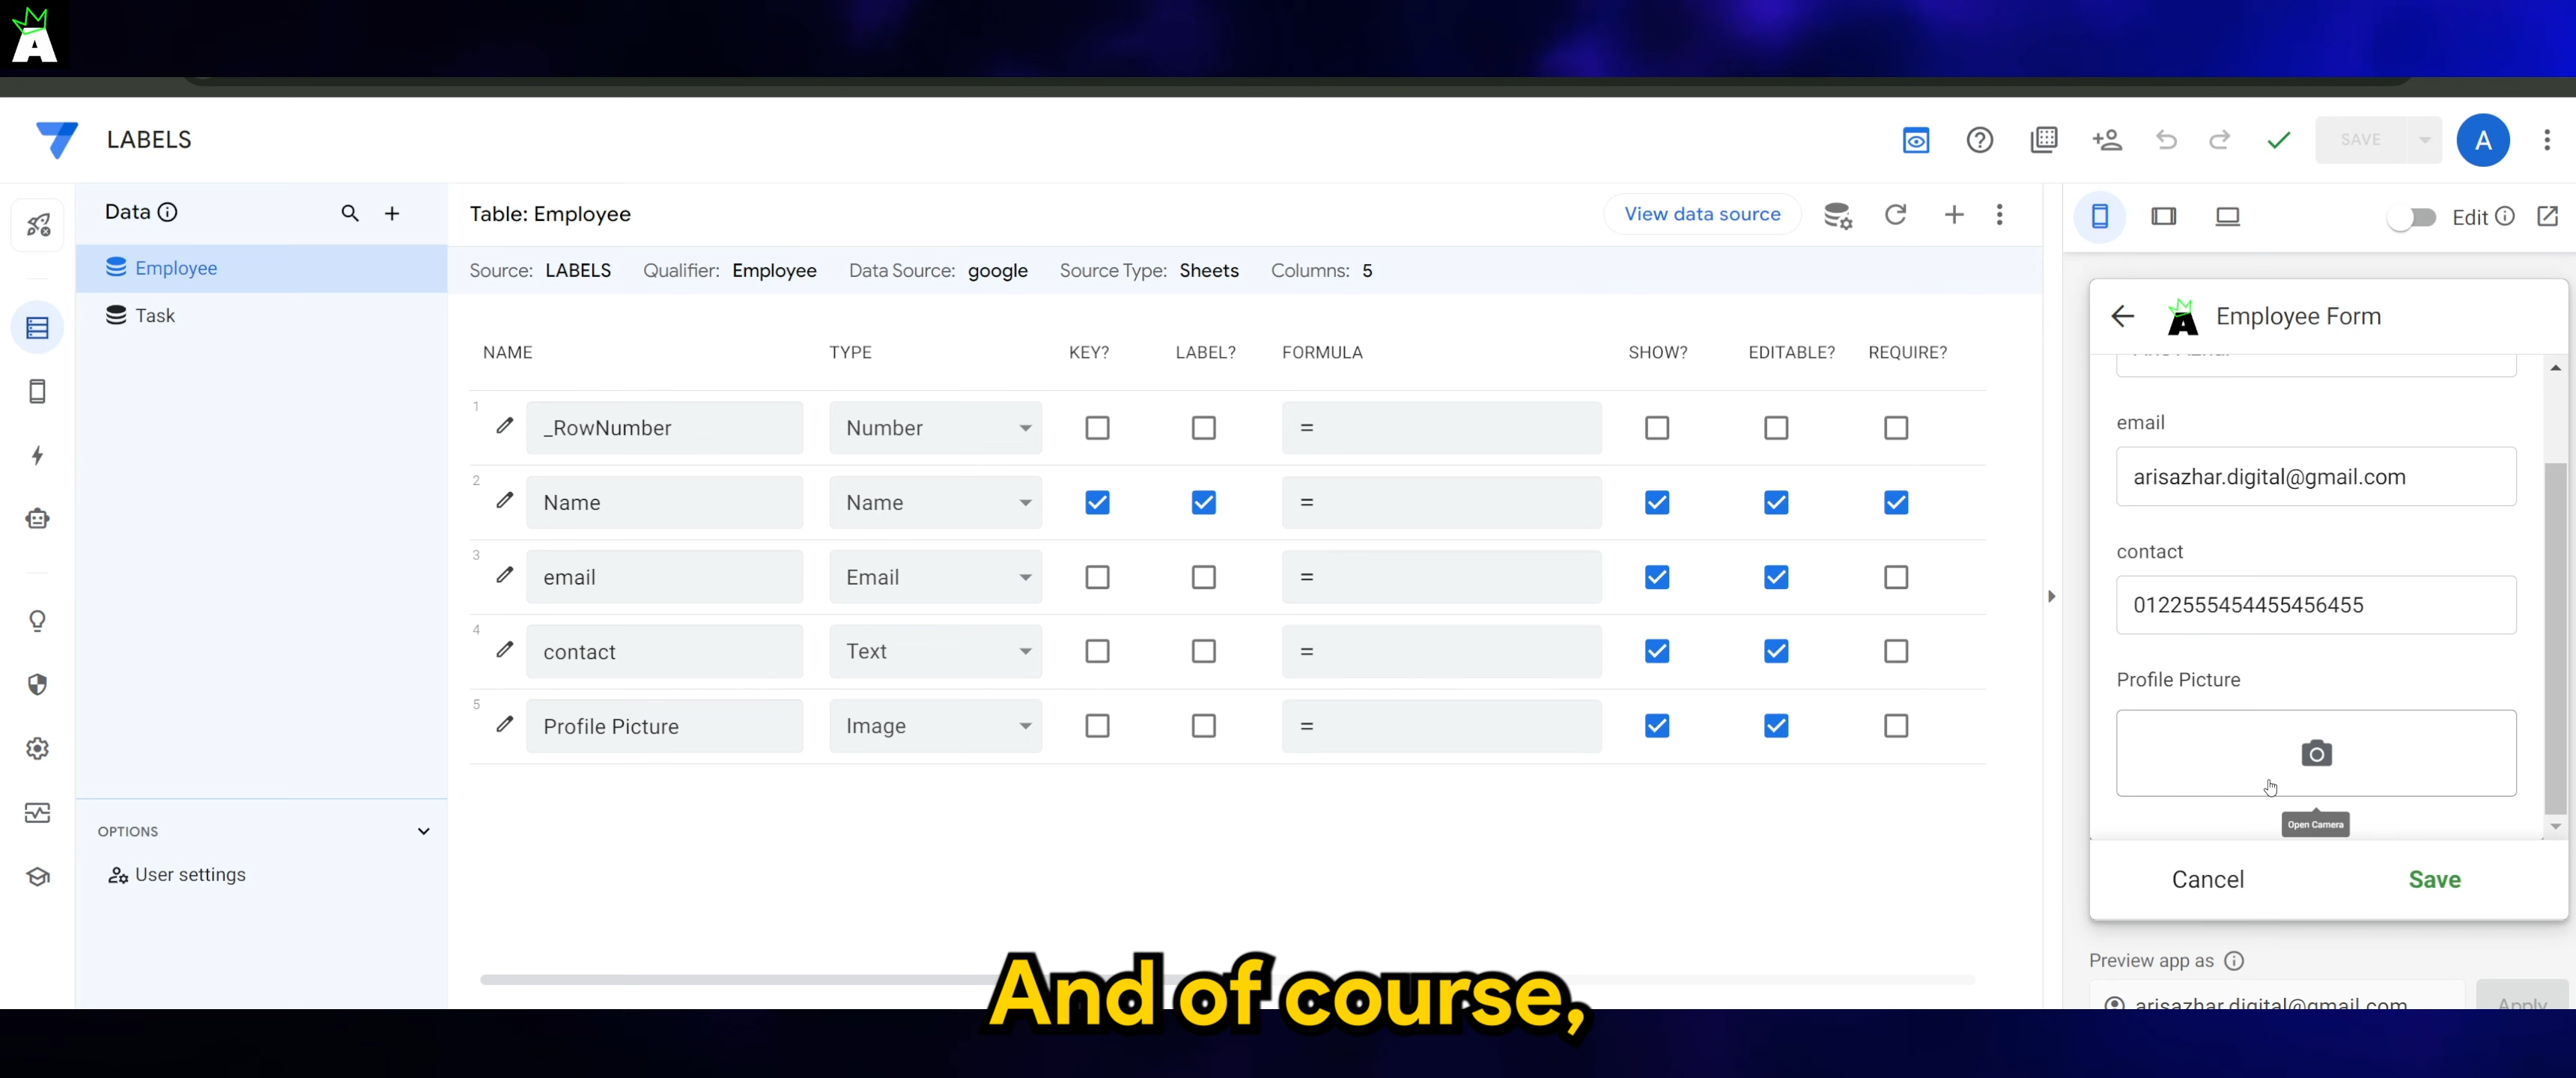 A
LABELS
SAVE
A
Data
Employee
Task
OPTIONS
User settings
Table: Employee
View data source
Source: LABELS Qualifier: Employee Data Source: google Source Type: Sheets Columns: 5
NAME TYPE KEY? LABEL? FORMULA SHOW? EDITABLE? REQUIRE?
1 _RowNumber Number =
2 Name Name =
3 email Email =
4 contact Text =
5 Profile Picture Image =
Edit
A Employee Form
email
arisazhar.digital@gmail.com
contact
0122555454455456455
Profile Picture
Open Camera
Cancel Save
Preview app as
arisazhar.digital@gmail.com Apply
And of course,